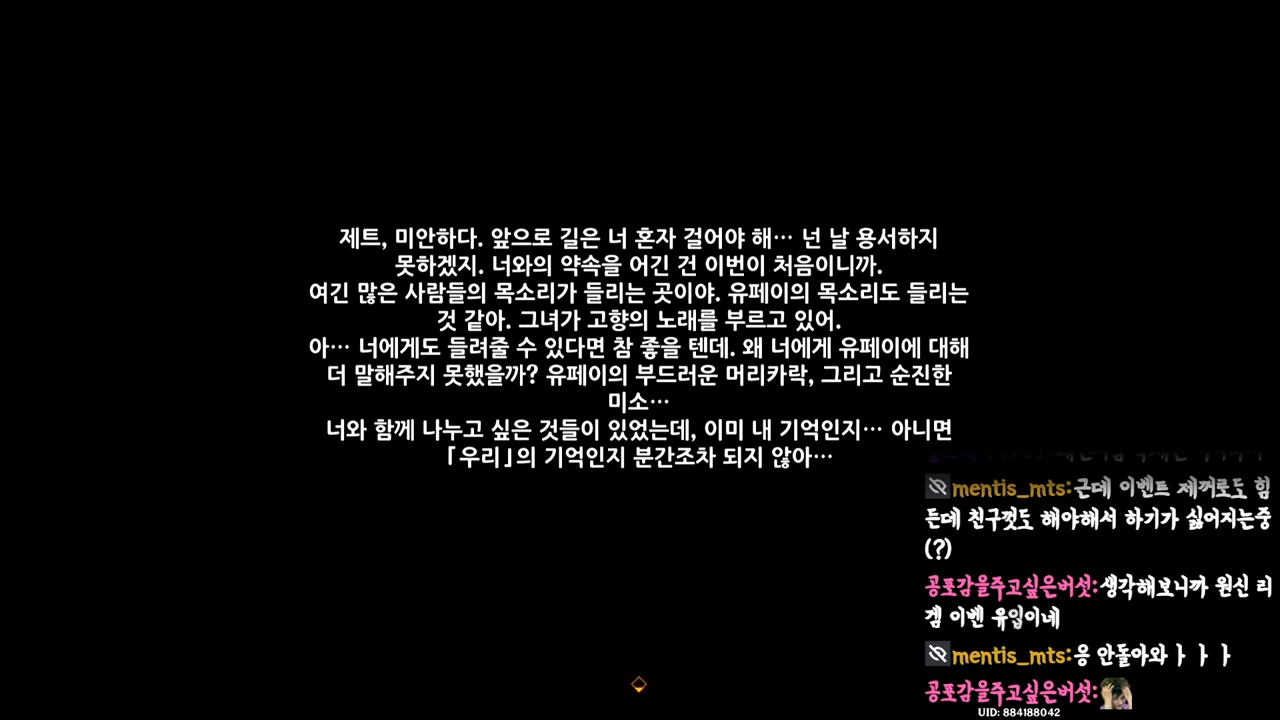 제트, 미안하다. 앞으로 길은 너 혼자 걸어야 해… 넌 날 용서하지
못하겠지. 너와의 약속을 어긴 건 이번이 처음이니까.
여긴 많은 사람들의 목소리가 들리는 곳이야. 유페이의 목소리도 들리는
것 같아. 그녀가 고향의 노래를 부르고 있어.
아… 너에게도 들려줄 수 있다면 참 좋을 텐데. 왜 너에게 유페이에 대해
더 말해주지 못했을까? 유페이의 부드러운 머리카락, 그리고 순진한
미소…
너와 함께 나누고 싶은 것들이 있었는데, 이미 내 기억인지… 아니면
「우리」의 기억인지 분간조차 되지 않아…
mentis_mts:근데 이벤트 제꺼로도 힘
든데 친구껏도 해야해서 하기가 싫어지는중
(?)
공포감을주고싶은버섯:생각해보니까 원신 리
겜 이벤 유입이네
mentis_mts:응 안돌아와ㅏㅏㅏ
공포감을주고싶은버섯:
UID: 884188042